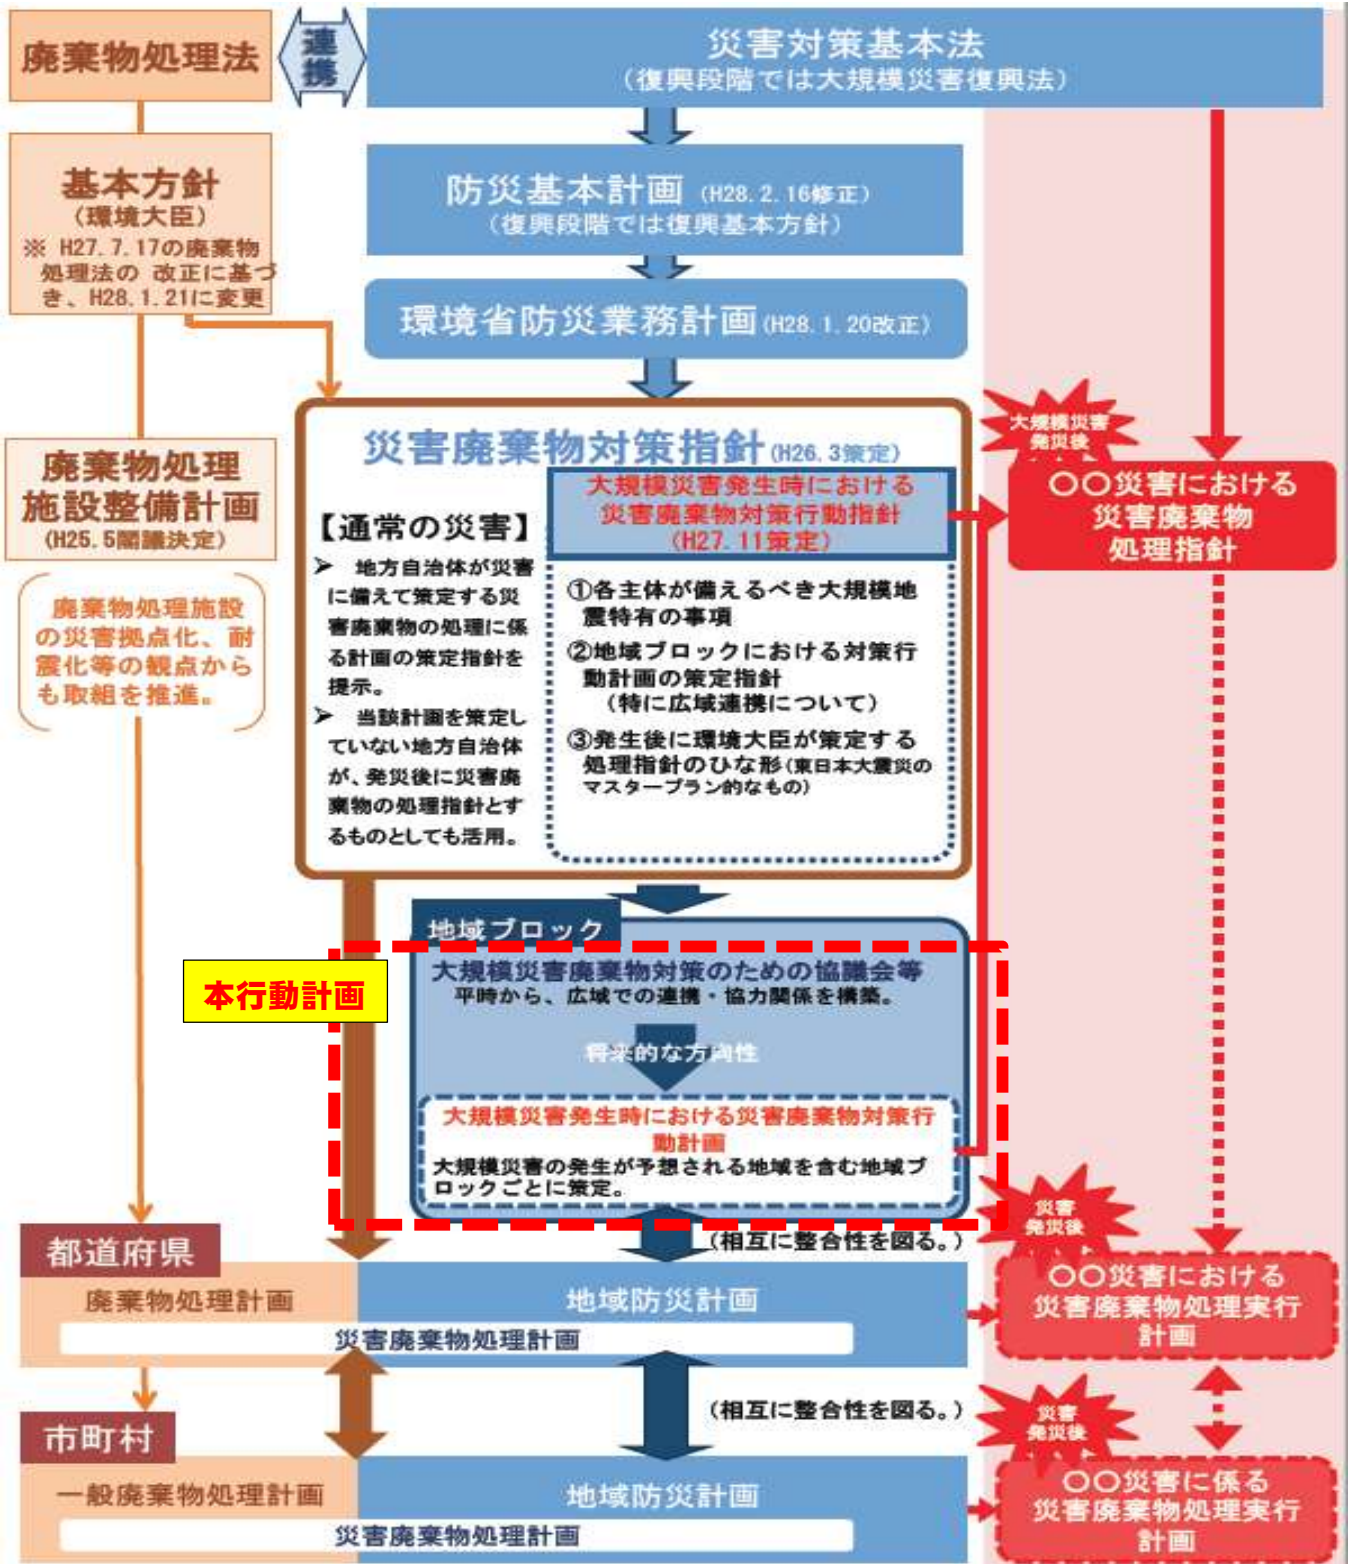 廃棄物処理法
連
携
災害対策基本法
(復興段階では大規模災害復興法)
基本方針
(環境大臣)
※ H27.7.17の廃棄物
処理法の 改正に基づ
き、H28.1.21に変更
防災基本計画 (H28.2.16修正)
(復興段階では復興基本方針)
環境省防災業務計画(H28.1.20改正)
廃棄物処理
施設整備計画
(H25.5閣議決定)
廃棄物処理施設
の災害拠点化、耐
震化等の観点から
も取組を推進。
災害廃棄物対策指針(H26.3策定)
【通常の災害】
➢ 地方自治体が災害
に備えて策定する災
害廃棄物の処理に係
る計画の策定指針を
提示。
➢ 当該計画を策定し
ていない地方自治体
が、発災後に災害廃
棄物の処理指針とす
るものとしても活用。
大規模災害発生時における
災害廃棄物対策行動指針
(H27.11策定)
①各主体が備えるべき大規模地
震特有の事項
②地域ブロックにおける対策行
動計画の策定指針
(特に広域連携について)
③発生後に環境大臣が策定する
処理指針のひな形(東日本大震災の
マスタープラン的なもの)
大規模災害
発災後
〇〇災害における
災害廃棄物
処理指針
地域ブロック
本行動計画
大規模災害廃棄物対策のための協議会等
平時から、広域での連携・協力関係を構築。
将来的な方向性
大規模災害発生時における災害廃棄物対策行
動計画
大規模災害の発生が予想される地域を含む地域ブ
ロックごとに策定。
(相互に整合性を図る。)
災害
発災後
都道府県
廃棄物処理計画
地域防災計画
災害廃棄物処理計画
〇〇災害における
災害廃棄物処理実行
計画
(相互に整合性を図る。)
災害
発災後
市町村
一般廃棄物処理計画
地域防災計画
災害廃棄物処理計画
〇〇災害に係る
災害廃棄物処理実行
計画